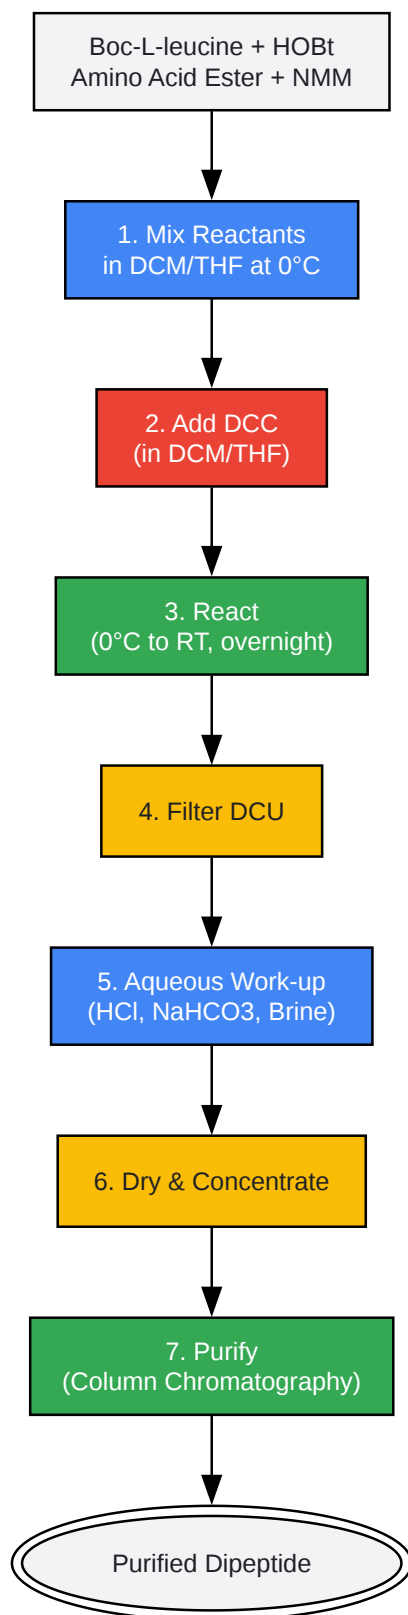 Boc-L-leucine + HOBt
Amino Acid Ester + NMM
1. Mix Reactants
in DCM/THF at 0°C
2. Add DCC
(in DCM/THF)
3. React
(0°C to RT, overnight)
4. Filter DCU
5. Aqueous Work-up
(HCl, NaHCO3, Brine)
6. Dry & Concentrate
7. Purify
(Column Chromatography)
Purified Dipeptide